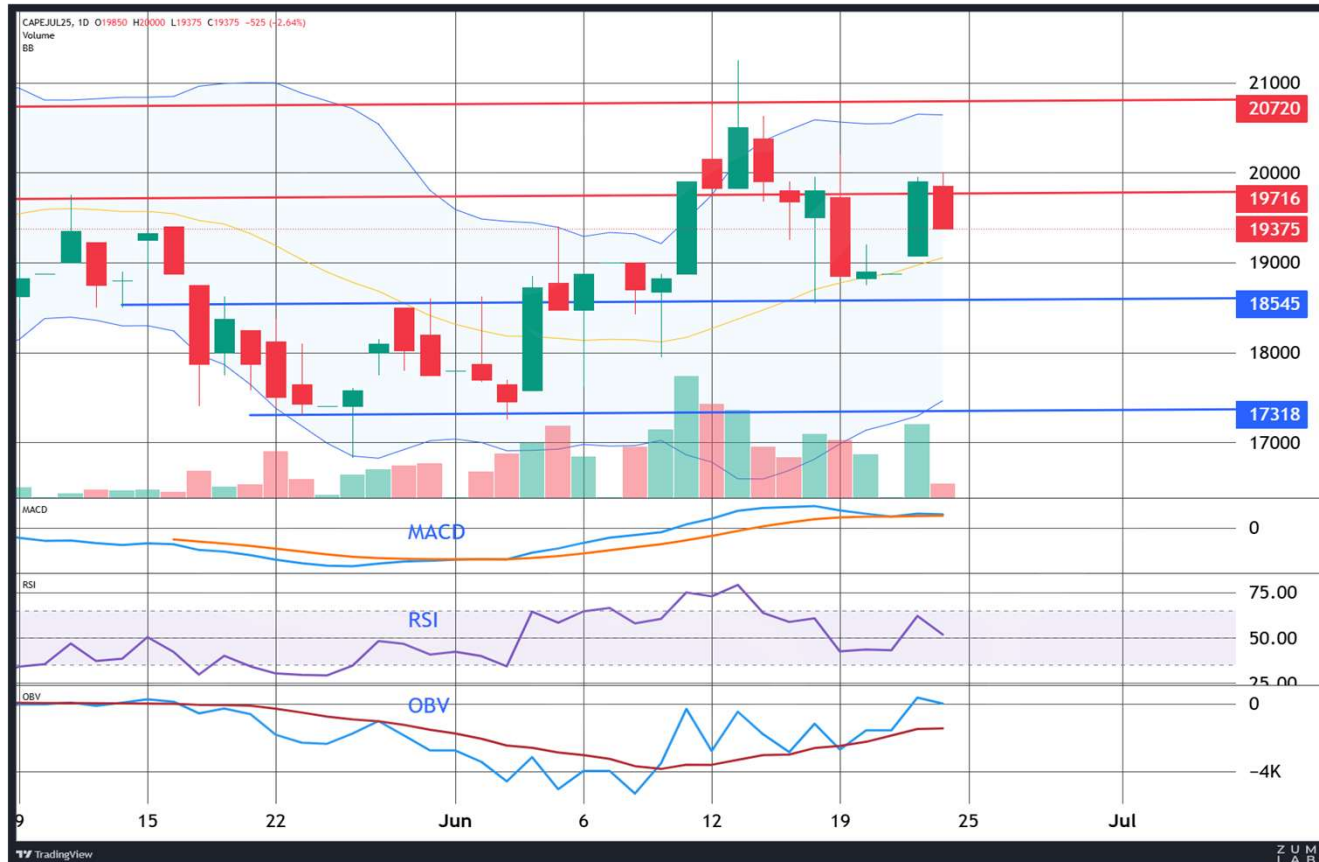 CAPEJUL25, 1D O19850 H20000 L19375 C19375 −525 (−2.64%)
Volume
BB
21000
20720
20000
19716
19375
19000
18545
18000
17318
17000
MACD
MACD
0
RSI
75.00
RSI
50.00
25.00
OBV
0
OBV
−4K
9 15 22 Jun 6 12 19 25 Jul
TradingView
ZUM
LAB